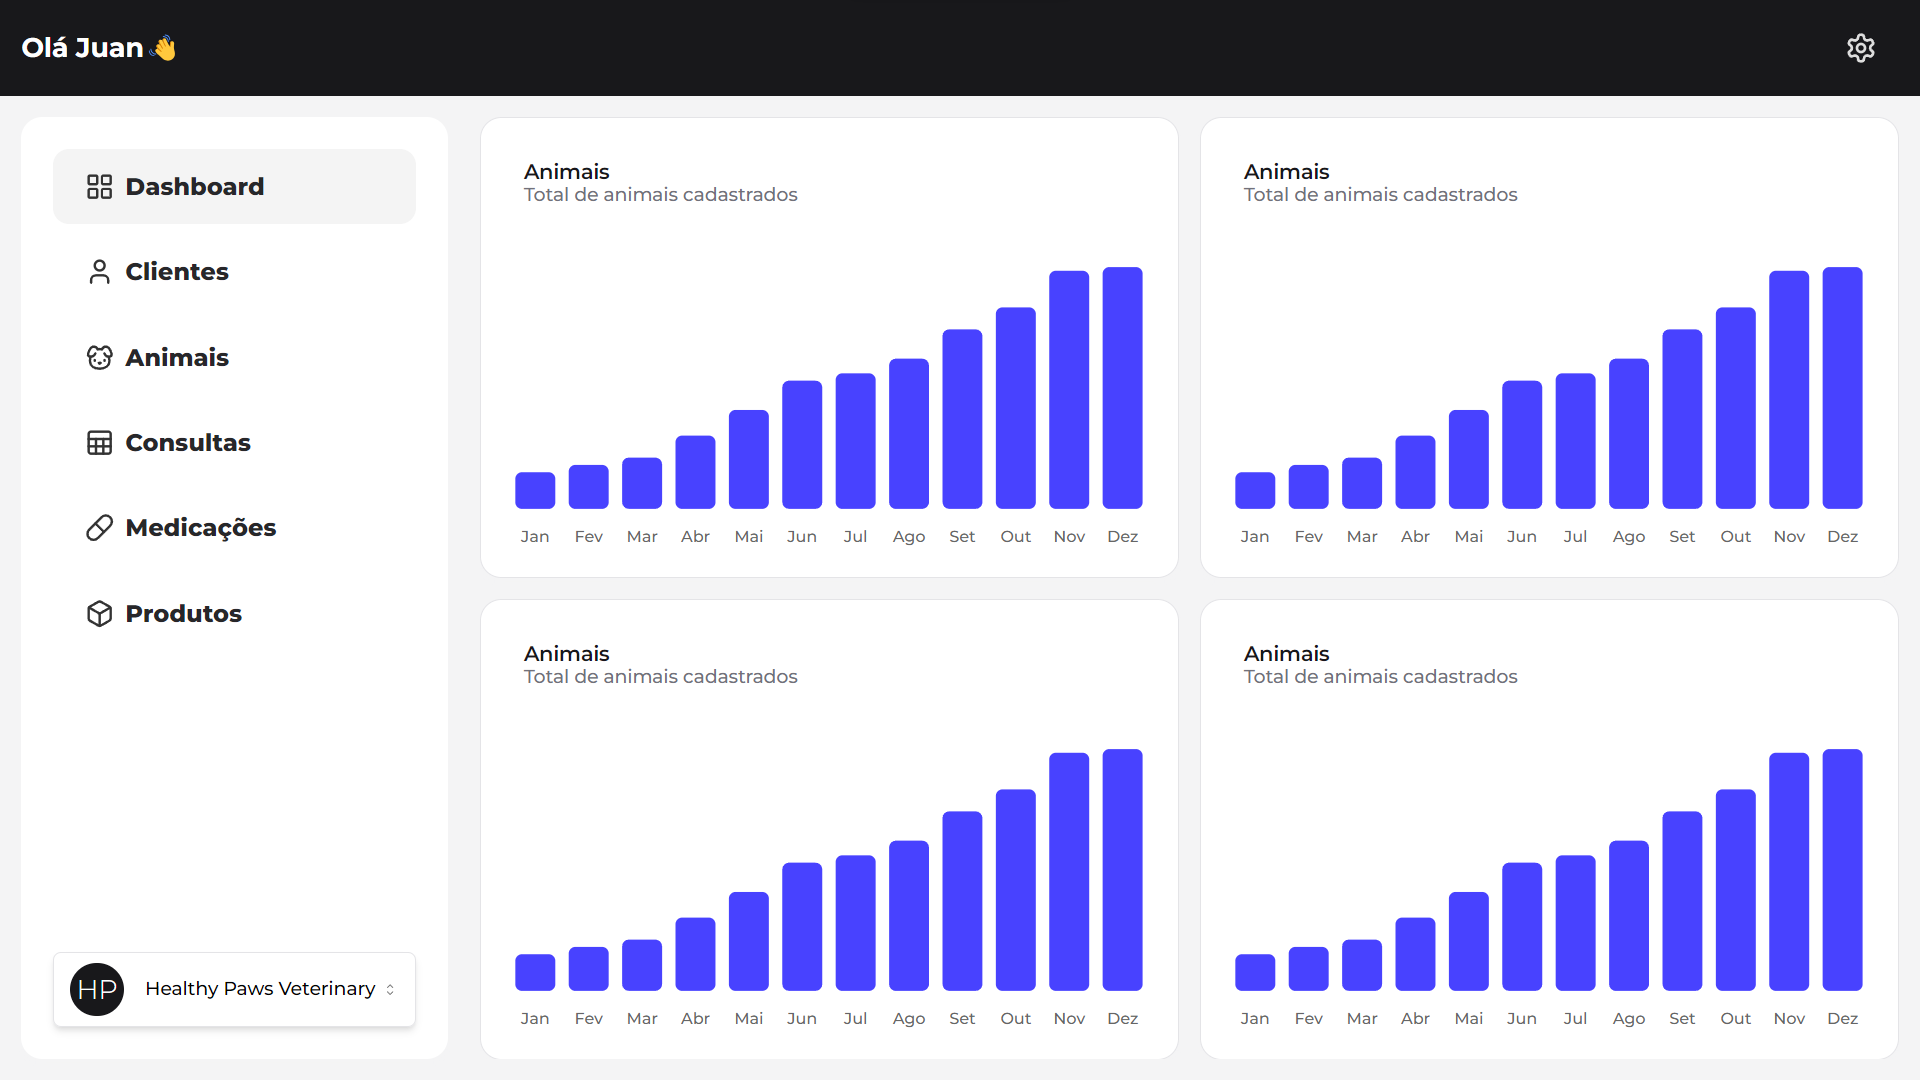 Olá Juan 👋
Dashboard
Clientes
Animais
Consultas
Medicações
Produtos
HP Healthy Paws Veterinary
Animais
Total de animais cadastrados
Jan Fev Mar Abr Mai Jun Jul Ago Set Out Nov Dez
Animais
Total de animais cadastrados
Jan Fev Mar Abr Mai Jun Jul Ago Set Out Nov Dez
Animais
Total de animais cadastrados
Jan Fev Mar Abr Mai Jun Jul Ago Set Out Nov Dez
Animais
Total de animais cadastrados
Jan Fev Mar Abr Mai Jun Jul Ago Set Out Nov Dez